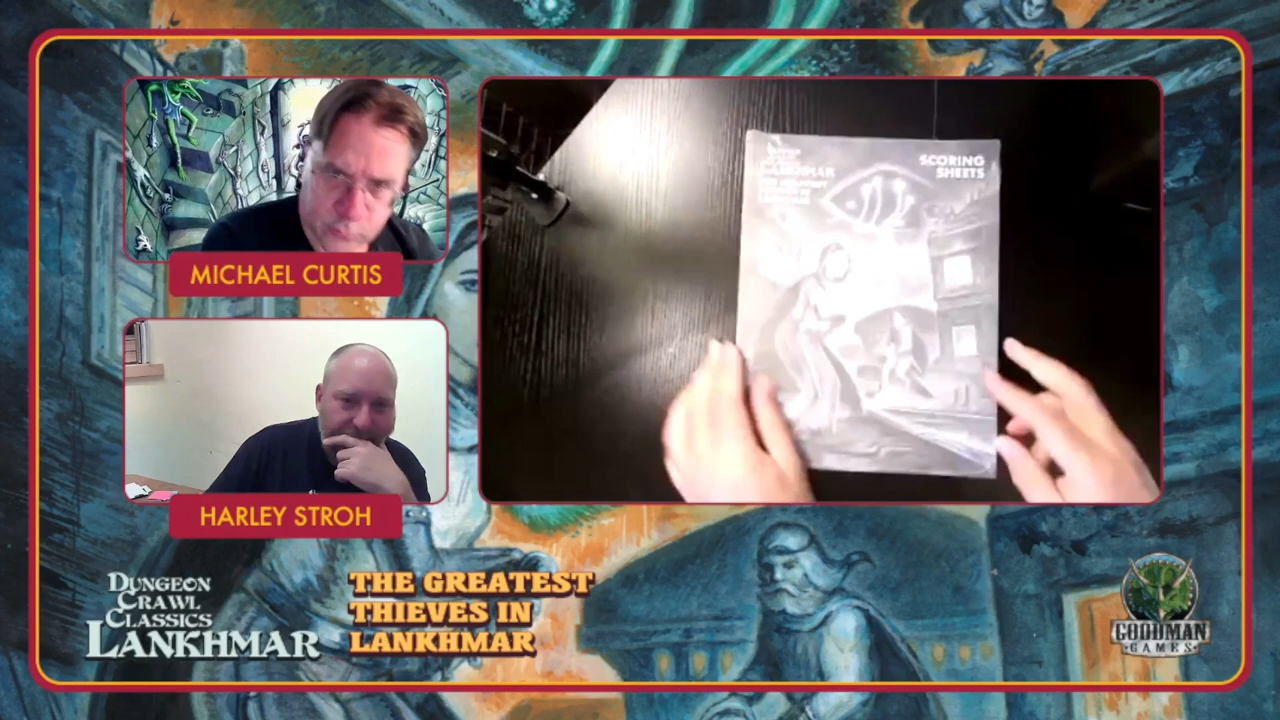 MICHAEL CURTIS
HARLEY STROH
SCORING
SHEETS
LANKHMAR
DUNGEON
CRAWL
CLASSICS
LANKHMAR
THE GREATEST
THIEVES IN
LANKHMAR
GOODMAN
GAMES